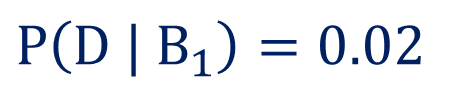 P(D | B₁) = 0.02